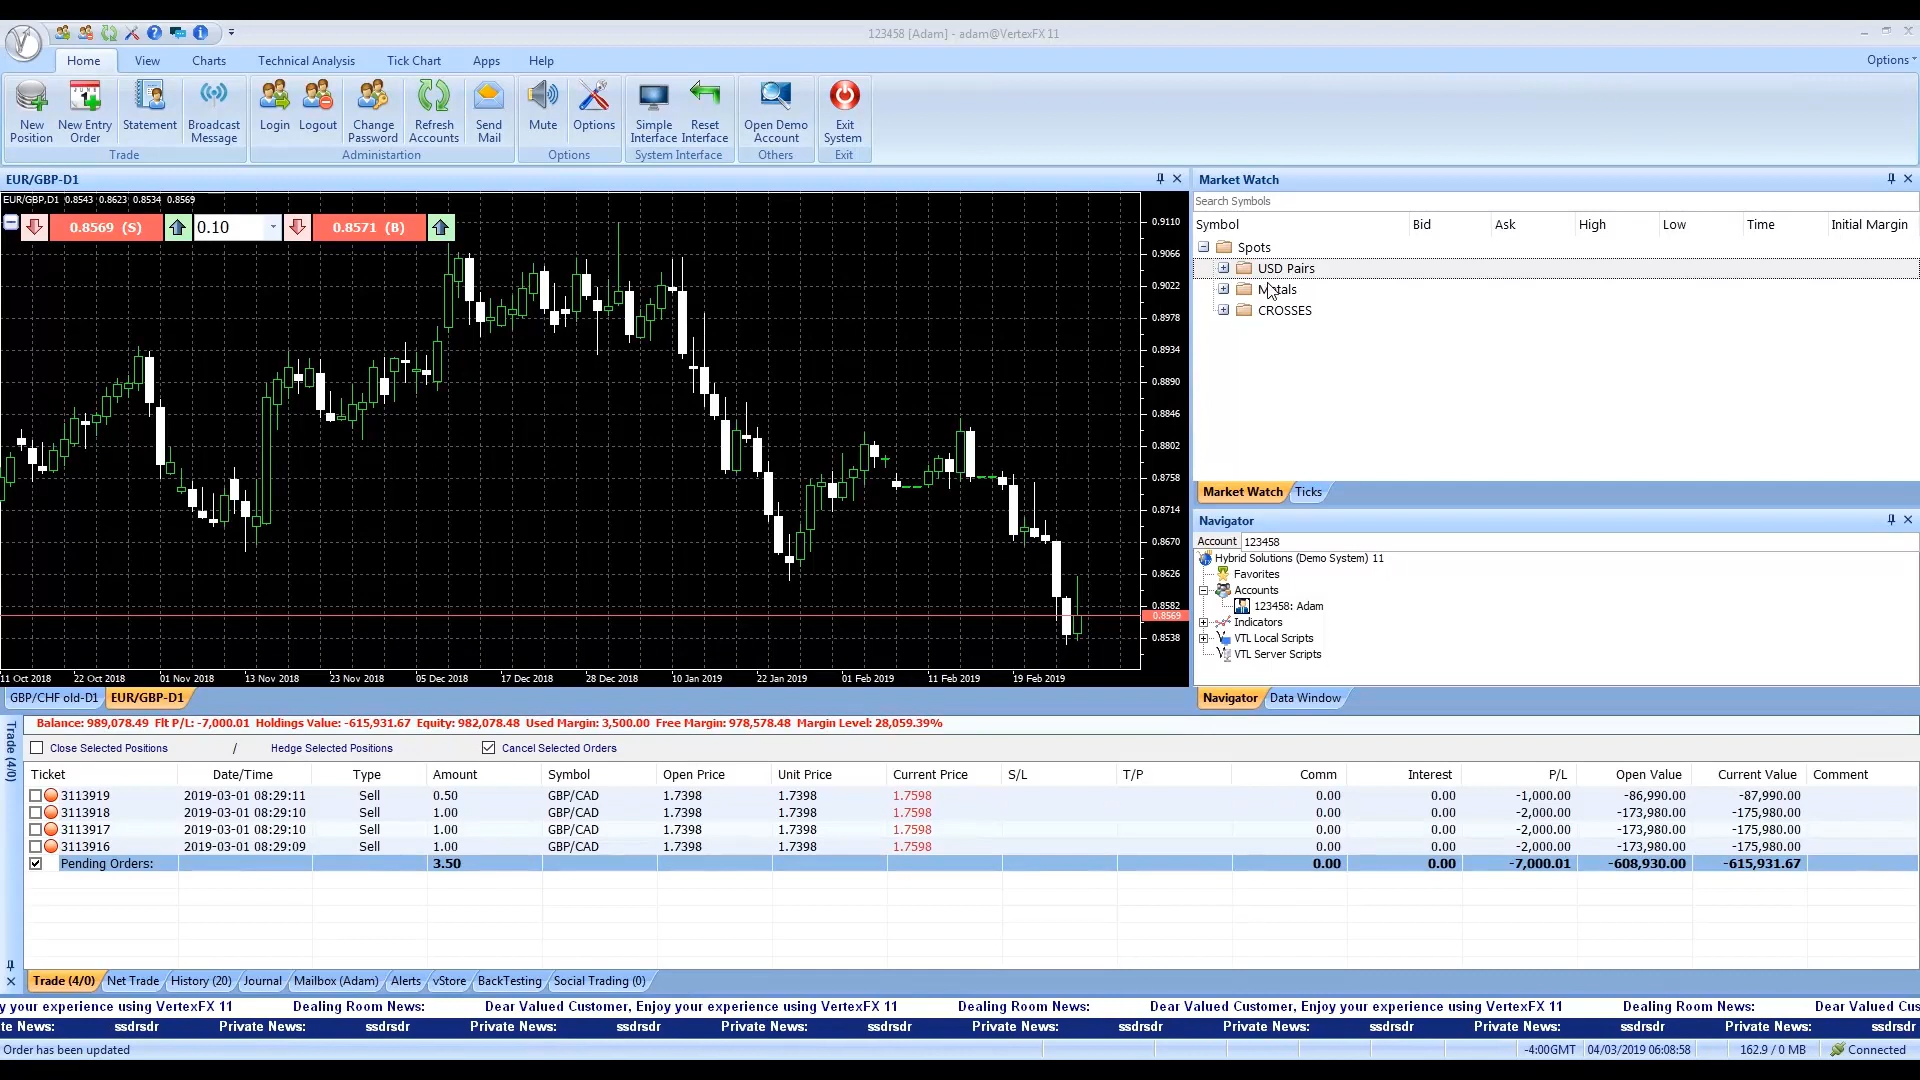 123458 [Adam] - adam@VertexFX 11
Home View Charts Technical Analysis Tick Chart Apps Help Options
New Position New Entry Order Statement Broadcast Message Login Logout Change Password Refresh Accounts Send Mail Mute Options Simple Interface Reset Interface Open Demo Account Exit System
Trade Administartion Options System Interface Others Exit
EUR/GBP-D1
EUR/GBP,D1 0.8543 0.8623 0.8534 0.8569
0.8569 (S) 0.10 0.8571 (B)
0.9110
0.9066
0.9022
0.8978
0.8934
0.8890
0.8846
0.8802
0.8758
0.8714
0.8670
0.8626
0.8582
0.8569
0.8538
11 Oct 2018 22 Oct 2018 01 Nov 2018 13 Nov 2018 23 Nov 2018 05 Dec 2018 17 Dec 2018 28 Dec 2018 10 Jan 2019 22 Jan 2019 01 Feb 2019 11 Feb 2019 19 Feb 2019
GBP/CHF old-D1 EUR/GBP-D1
Market Watch
Search Symbols
Symbol Bid Ask High Low Time Initial Margin
Spots
USD Pairs
Metals
CROSSES
Market Watch Ticks
Navigator
Account 123458
Hybrid Solutions (Demo System) 11
Favorites
Accounts
123458: Adam
Indicators
VTL Local Scripts
VTL Server Scripts
Navigator Data Window
Trade (4/0)
Balance: 989,078.49 Flt P/L: -7,000.01 Holdings Value: -615,931.67 Equity: 982,078.48 Used Margin: 3,500.00 Free Margin: 978,578.48 Margin Level: 28,059.39%
Close Selected Positions / Hedge Selected Positions Cancel Selected Orders
Ticket Date/Time Type Amount Symbol Open Price Unit Price Current Price S/L T/P Comm Interest P/L Open Value Current Value Comment
3113919 2019-03-01 08:29:11 Sell 0.50 GBP/CAD 1.7398 1.7398 1.7598 0.00 0.00 -1,000.00 -86,990.00 -87,990.00
3113918 2019-03-01 08:29:10 Sell 1.00 GBP/CAD 1.7398 1.7398 1.7598 0.00 0.00 -2,000.00 -173,980.00 -175,980.00
3113917 2019-03-01 08:29:10 Sell 1.00 GBP/CAD 1.7398 1.7398 1.7598 0.00 0.00 -2,000.00 -173,980.00 -175,980.00
3113916 2019-03-01 08:29:09 Sell 1.00 GBP/CAD 1.7398 1.7398 1.7598 0.00 0.00 -2,000.00 -173,980.00 -175,980.00
Pending Orders: 3.50 0.00 0.00 -7,000.01 -608,930.00 -615,931.67
Trade (4/0) Net Trade History (20) Journal Mailbox (Adam) Alerts vStore BackTesting Social Trading (0)
y your experience using VertexFX 11 Dealing Room News: Dear Valued Customer, Enjoy your experience using VertexFX 11 Dealing Room News: Dear Valued Customer, Enjoy your experience using VertexFX 11 Dealing Room News: Dear Valued Cus
te News: ssdrsdr Private News: ssdrsdr Private News: ssdrsdr Private News: ssdrsdr Private News: ssdrsdr Private News: ssdrsdr Private News: ssdrsdr Private News: ssdrsdr
Order has been updated -4:00GMT 04/03/2019 06:08:58 162.9 / 0 MB Connected